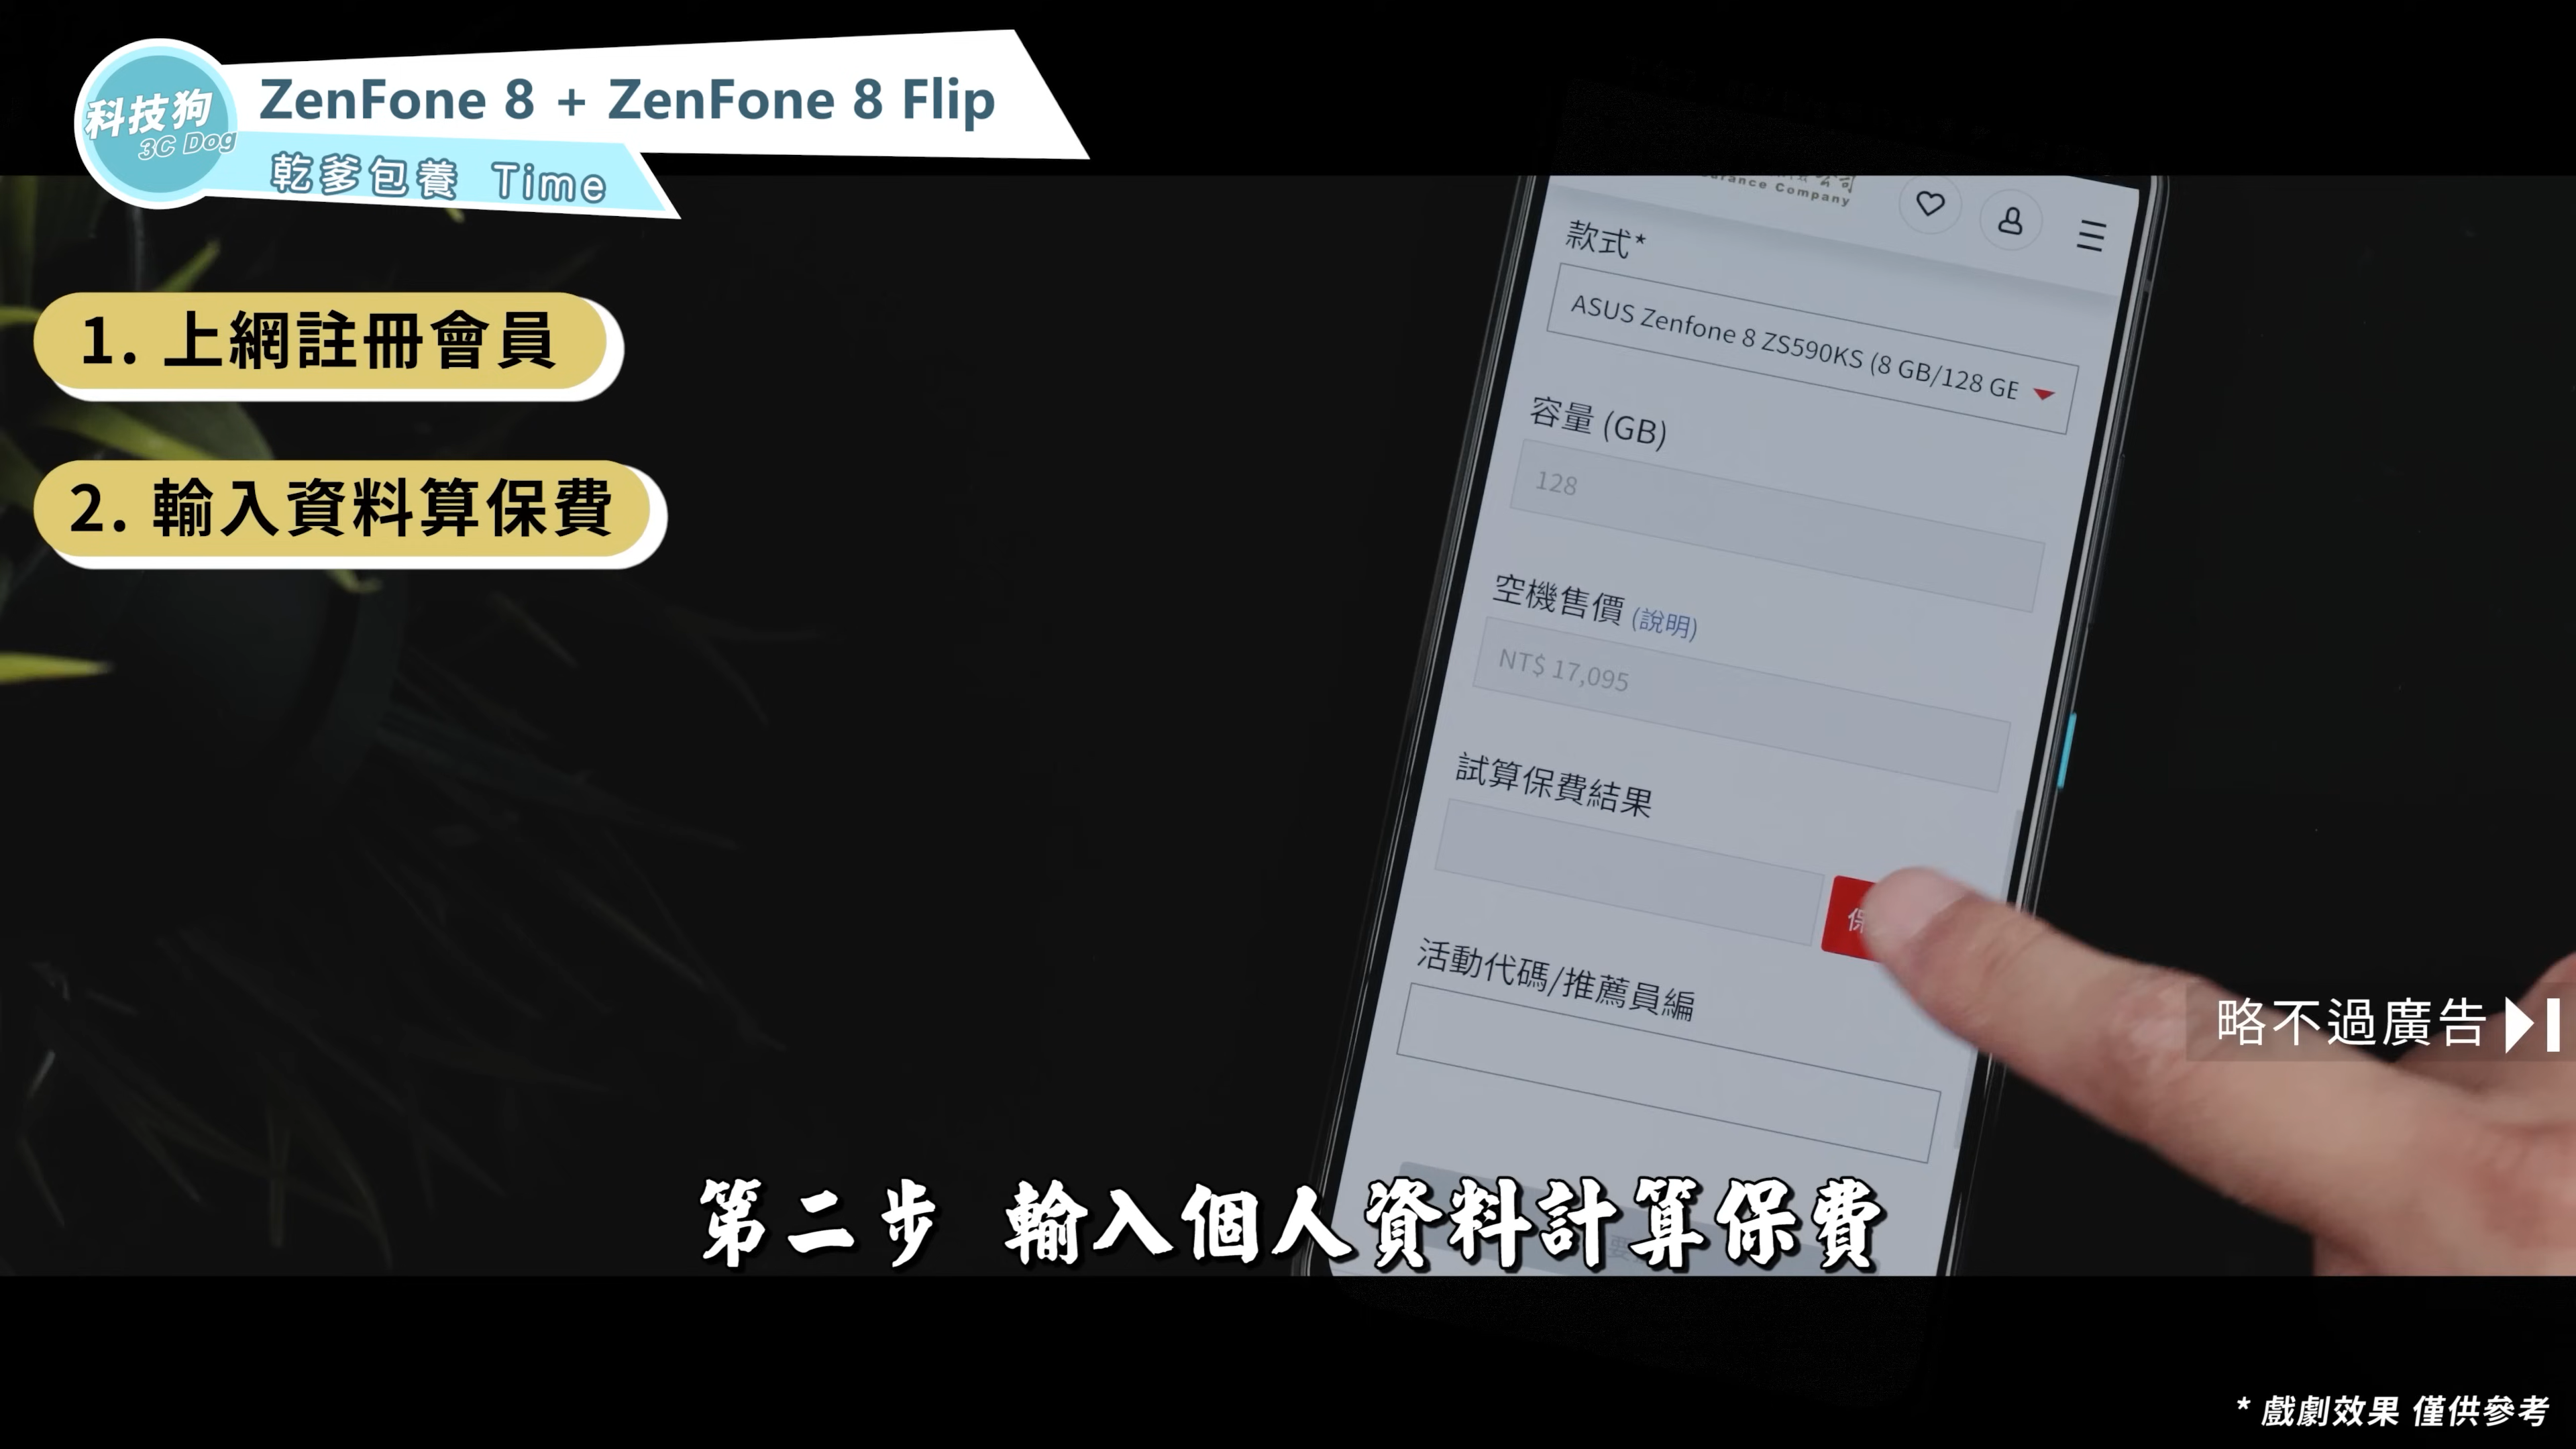 科技狗
3C Dog
ZenFone 8 + ZenFone 8 Flip
乾爹包養 Time
1. 上網註冊會員
2. 輸入資料算保費
公司
urance Company
款式*
ASUS Zenfone 8 ZS590KS (8 GB/128 GE
容量 (GB)
128
空機售價 (說明)
NT$ 17,095
試算保費結果
保
活動代碼/推薦員編
略不過廣告
第二步 輸入個人資料計算保費
* 戲劇效果 僅供參考